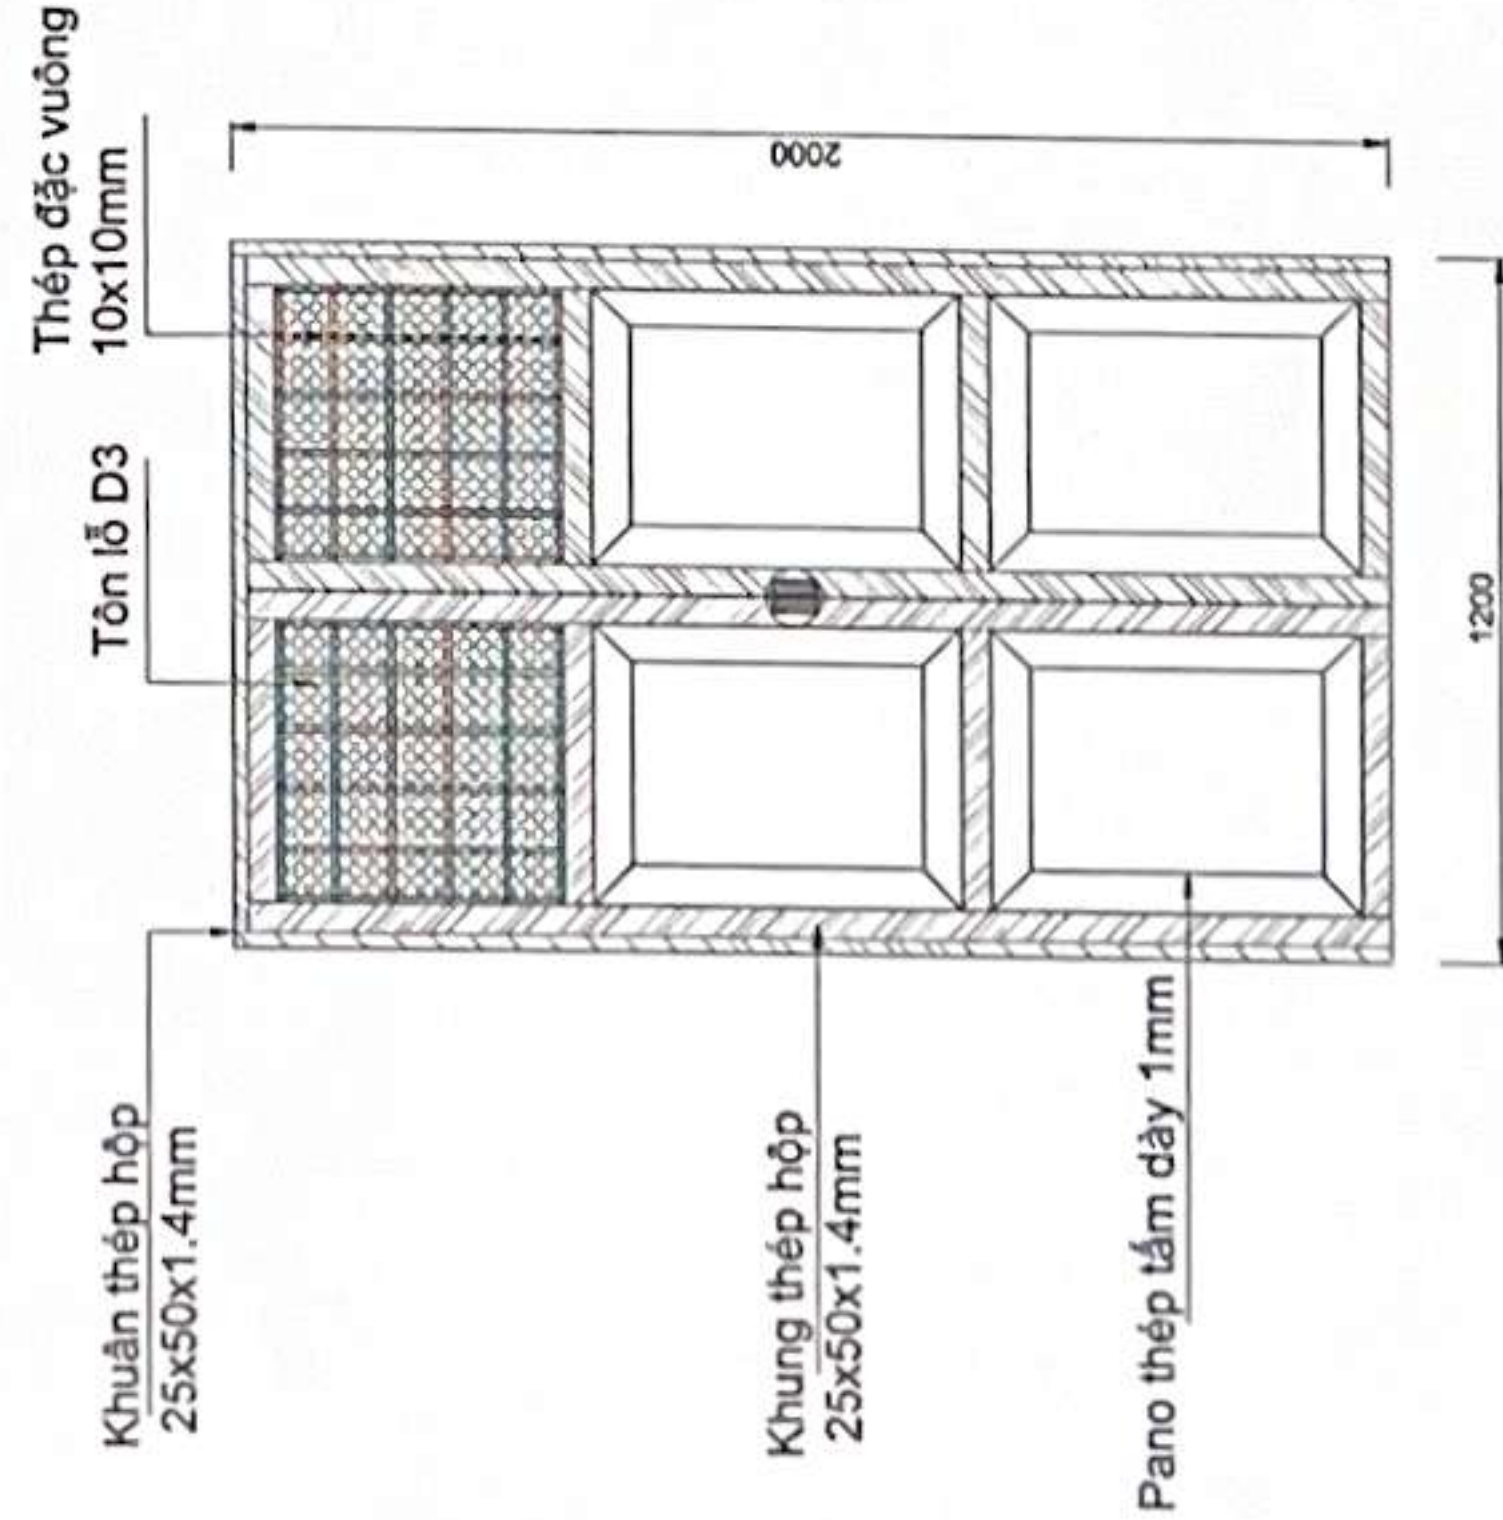 Thép đặc vuông
10x10mm
Tôn lỗ D3
Khuân thép hộp
25x50x1.4mm
Khung thép hộp
25x50x1.4mm
Pano thép tấm dày 1mm
2000
1200